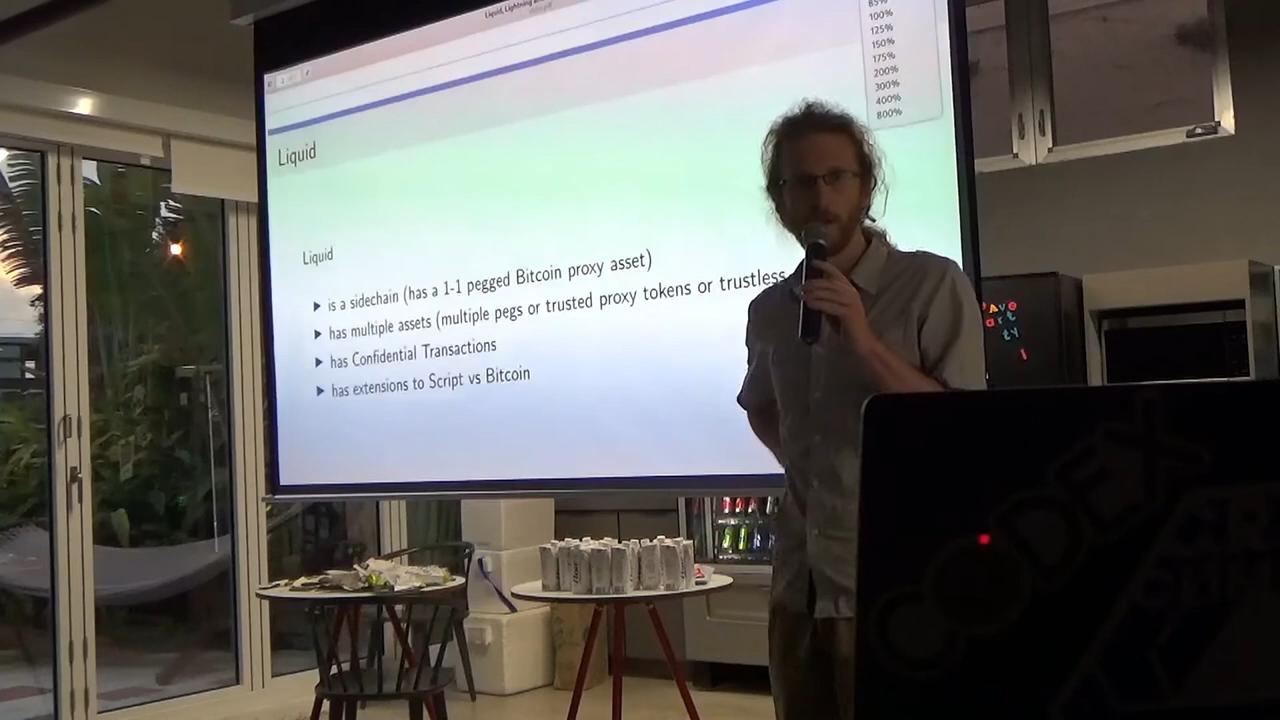 Liquid, Lightning
85%
100%
125%
150%
175%
200%
300%
400%
800%
Liquid
Liquid
is a sidechain (has a 1-1 pegged Bitcoin proxy asset)
has multiple assets (multiple pegs or trusted proxy tokens or trustless
has Confidential Transactions
has extensions to Script vs Bitcoin